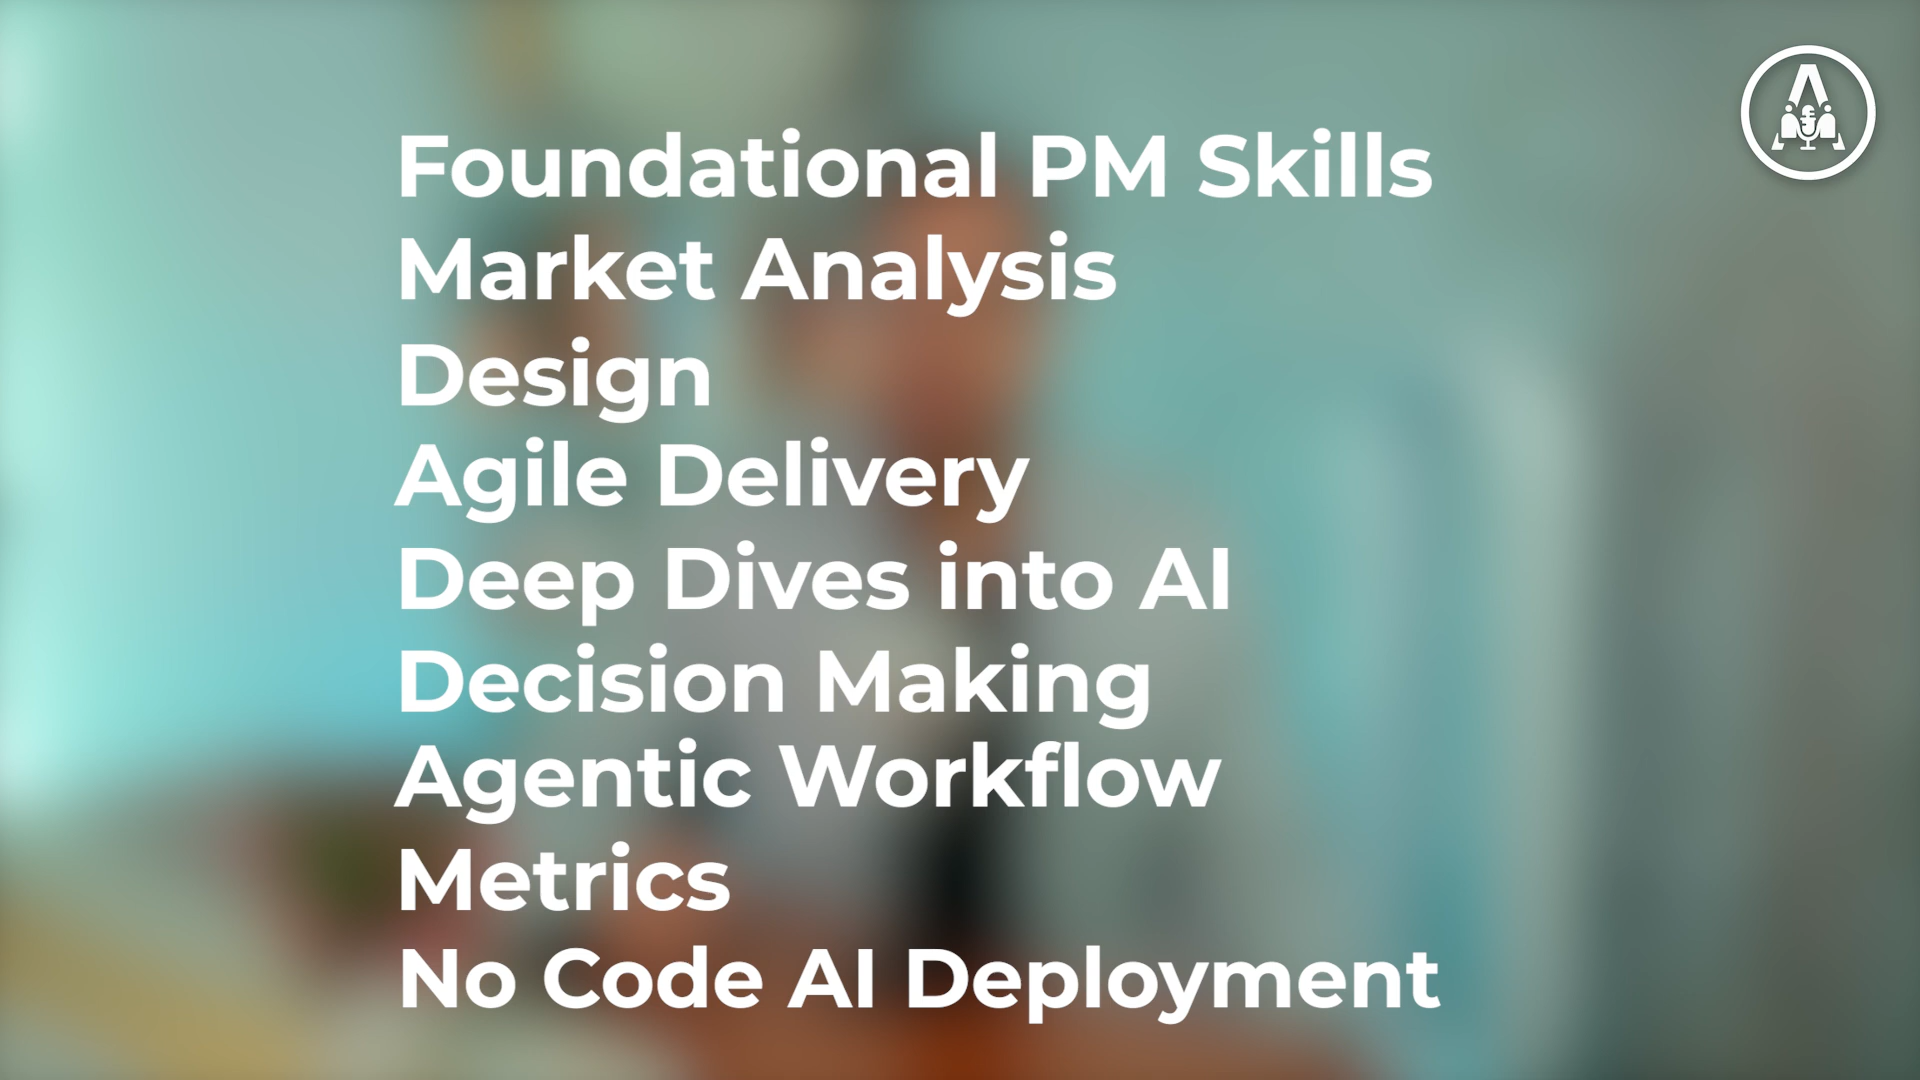 Foundational PM Skills
Market Analysis
Design
Agile Delivery
Deep Dives into AI
Decision Making
Agentic Workflow
Metrics
No Code AI Deployment